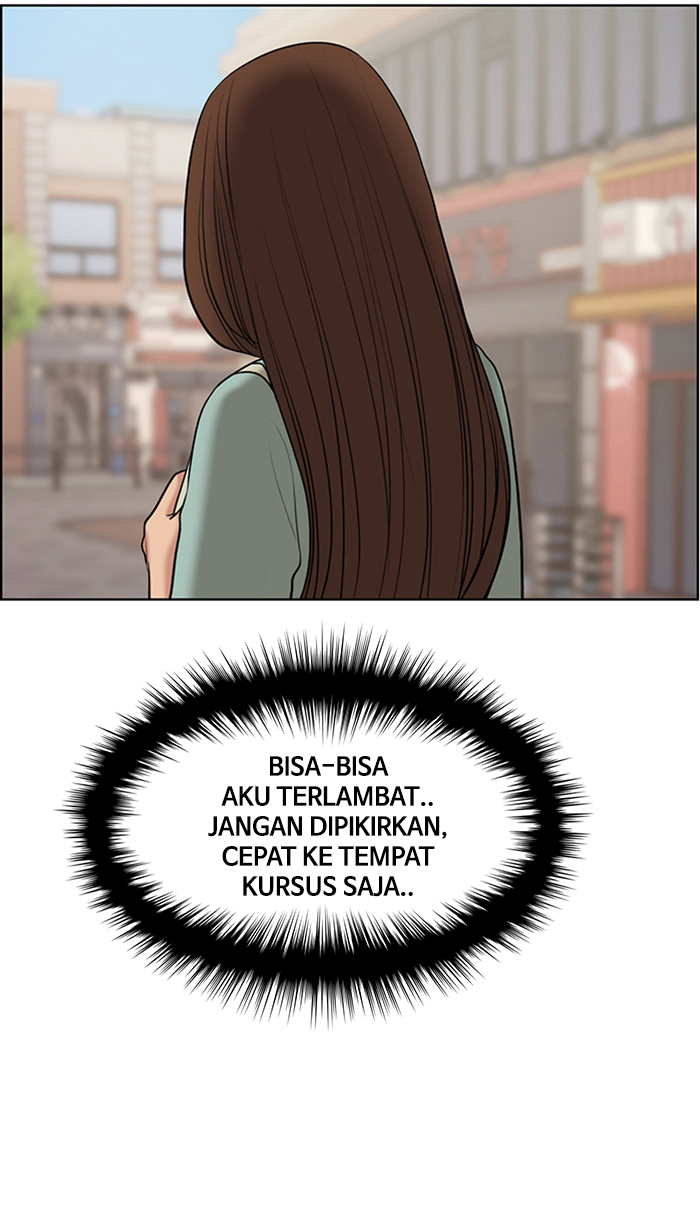 BISA-BISA
AKU TERLAMBAT..
JANGAN DIPIKIRKAN,
CEPAT KE TEMPAT
KURSUS SAJA..